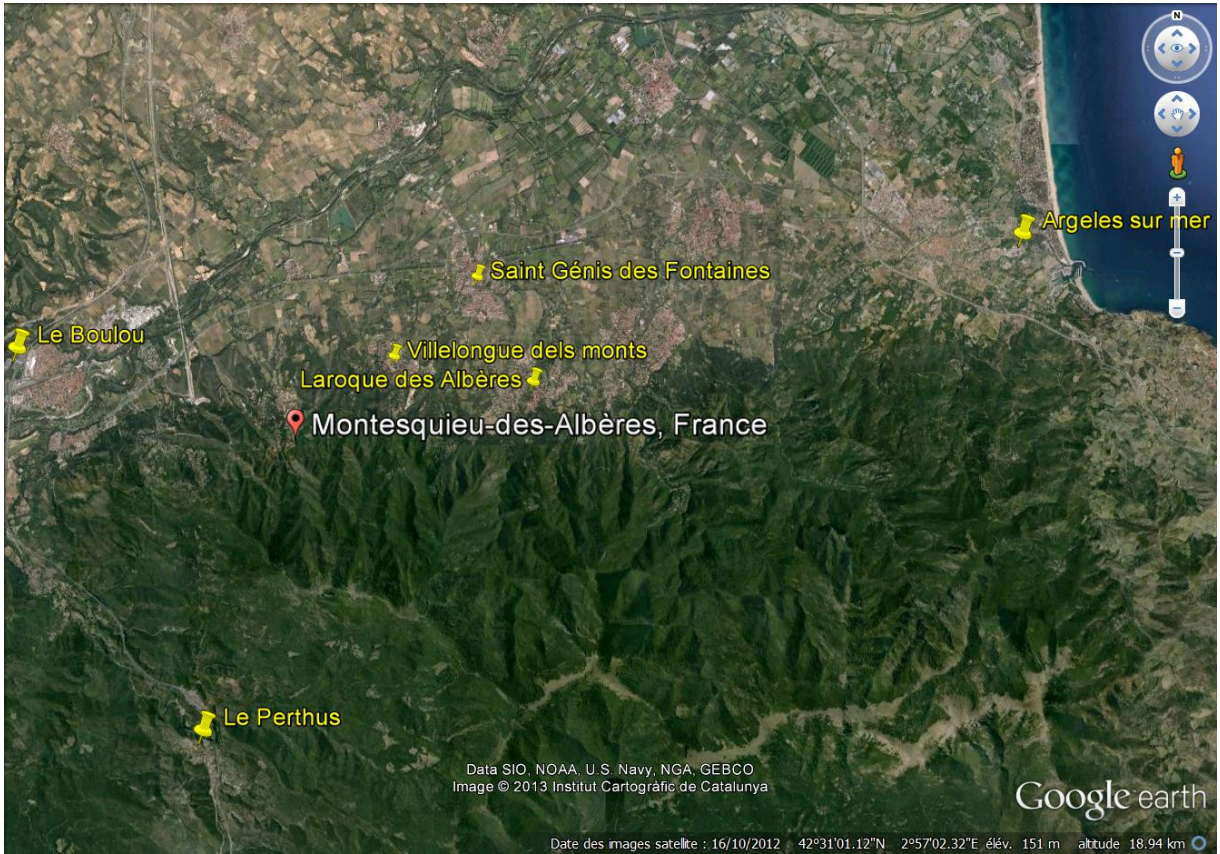 N
Argeles sur mer
Saint Génis des Fontaines
Le Boulou
Villelongue dels monts
Laroque des Albères
Montesquieu-des-Albères, France
Le Perthus
Data SIO, NOAA, U.S. Navy, NGA, GEBCO
Image © 2013 Institut Cartogràfic de Catalunya
Google earth
Date des images satellite : 16/10/2012 42°31'01.12"N 2°57'02.32"E élév. 151 m altitude 18.94 km